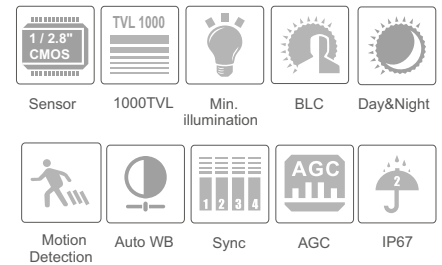 1 / 2.8"
CMOS
TVL 1000
Sensor
1000TVL
Min.
illumination
BLC
Day&Night
1 2 3 4
AGC
2
Motion
Detection
Auto WB
Sync
AGC
IP67